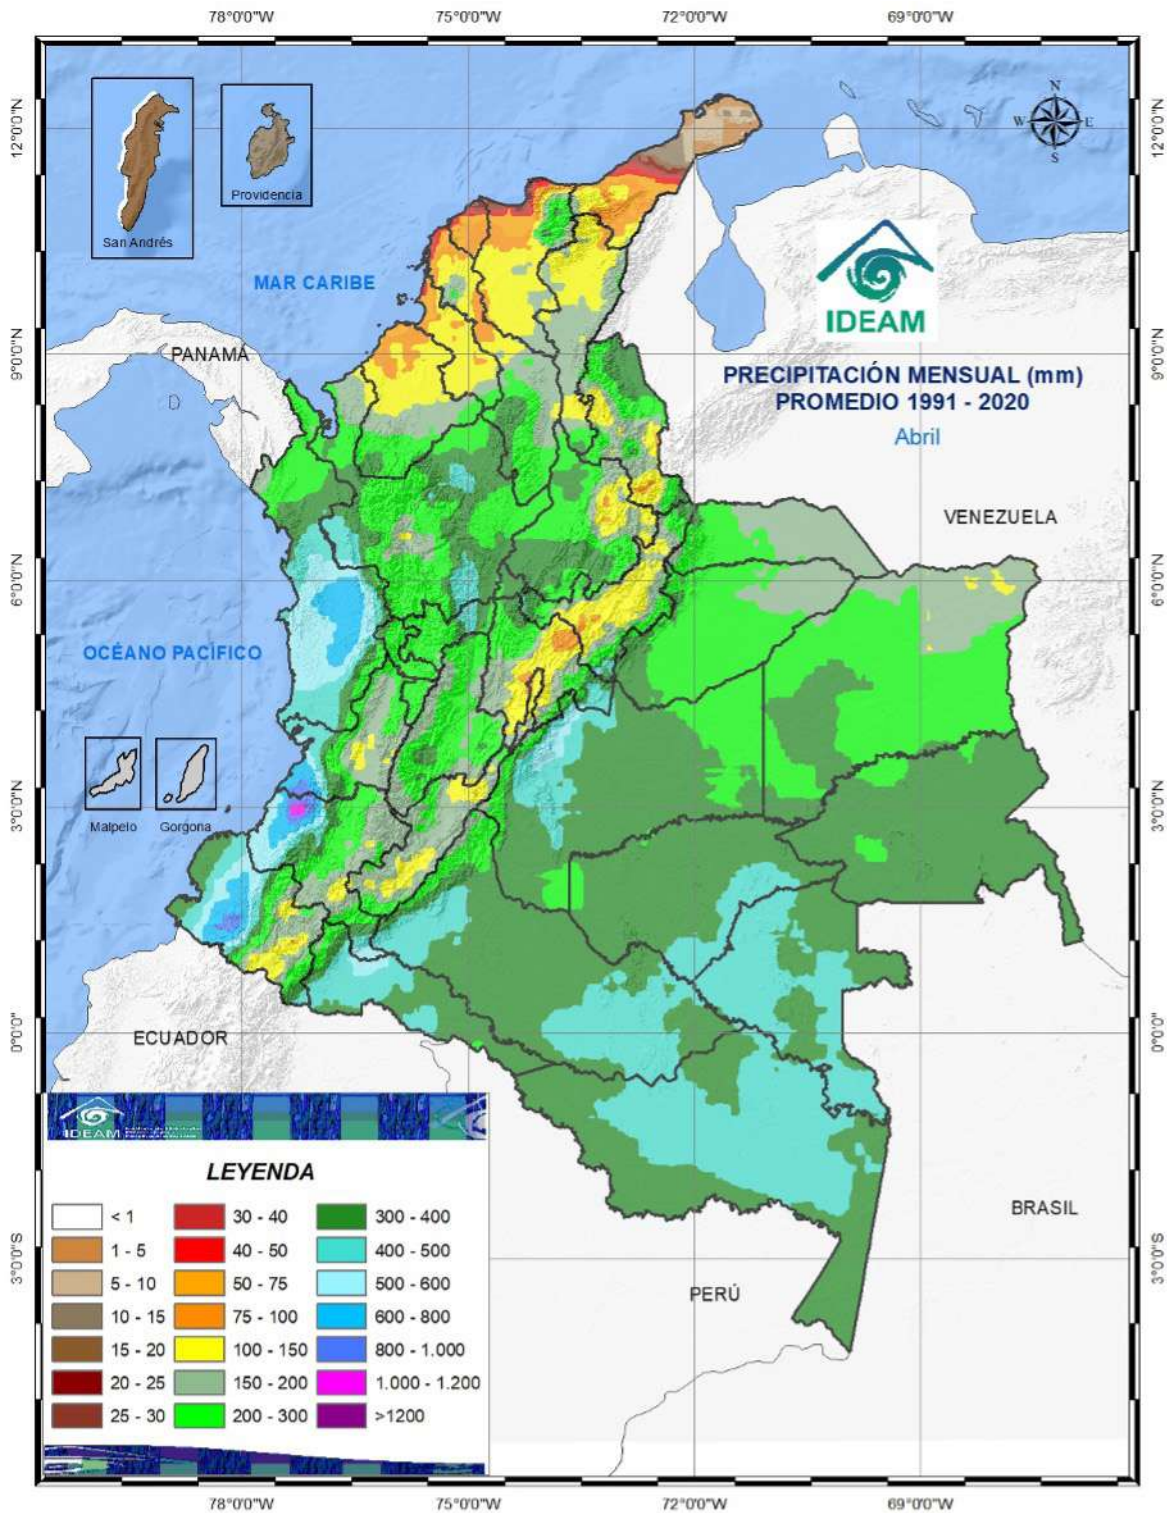 78°0'0"W 75°0'0"W 72°0'0"W 69°0'0"W
12°0'0"N 12°0'0"N
N
W E
S
San Andrés
Providencia
MAR CARIBE
IDEAM
9°0'0"N 9°0'0"N
PANAMÁ
PRECIPITACIÓN MENSUAL (mm)
PROMEDIO 1991 - 2020
Abril
D
VENEZUELA
6°0'0"N 6°0'0"N
OCÉANO PACÍFICO
3°0'0"N 3°0'0"N
Malpelo Gorgona
0°0'0" 0°0'0"
ECUADOR
IDEAM
LEYENDA
< 1 30 - 40 300 - 400
1 - 5 40 - 50 400 - 500
5 - 10 50 - 75 500 - 600
10 - 15 75 - 100 600 - 800
15 - 20 100 - 150 800 - 1.000
20 - 25 150 - 200 1.000 - 1.200
25 - 30 200 - 300 >1200
BRASIL
3°0'0"S 3°0'0"S
PERÚ
78°0'0"W 75°0'0"W 72°0'0"W 69°0'0"W